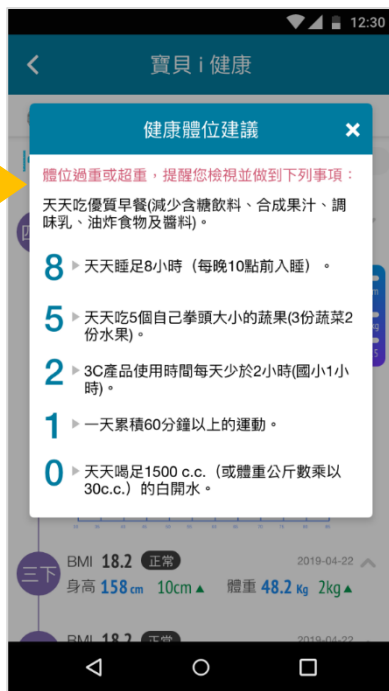 12:30
寶貝 i 健康
健康體位建議
體位過重或超重，提醒您檢視並做到下列事項：
天天吃優質早餐(減少含糖飲料、合成果汁、調
味乳、油炸食物及醬料)。
8 天天睡足8小時（每晚10點前入睡）。
5 天天吃5個自己拳頭大小的蔬果(3份蔬菜2
份水果)。
2 3C產品使用時間每天少於2小時(國小1小
時)。
1 一天累積60分鐘以上的運動。
0 天天喝足1500 c.c.（或體重公斤數乘以
30c.c.）的白開水。
三下 BMI 18.2 正常 2019-04-22
身高 158 cm 10cm ▲ 體重 48.2 Kg 2kg ▲
BMI 18.2 正常 2019-04-22